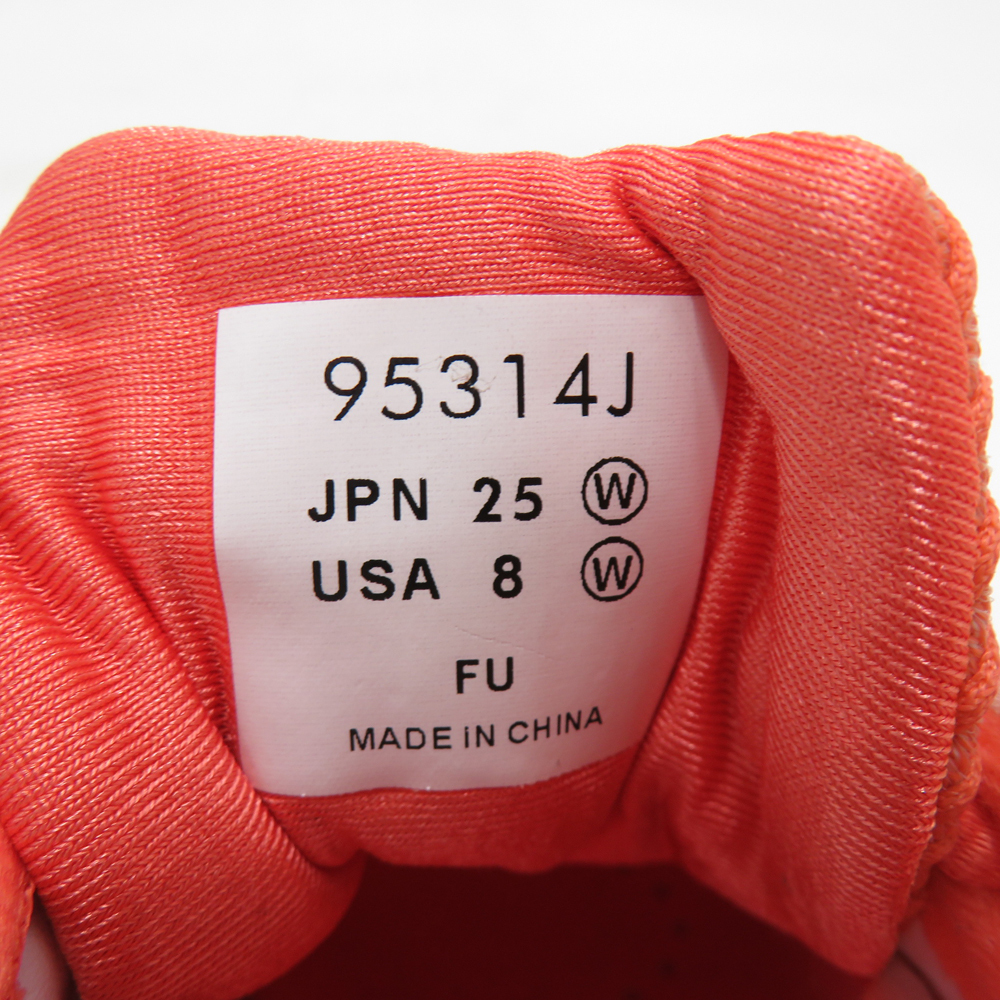 95314J
JPN 25 Ⓦ
USA 8 Ⓦ
FU
MADE iN CHINA